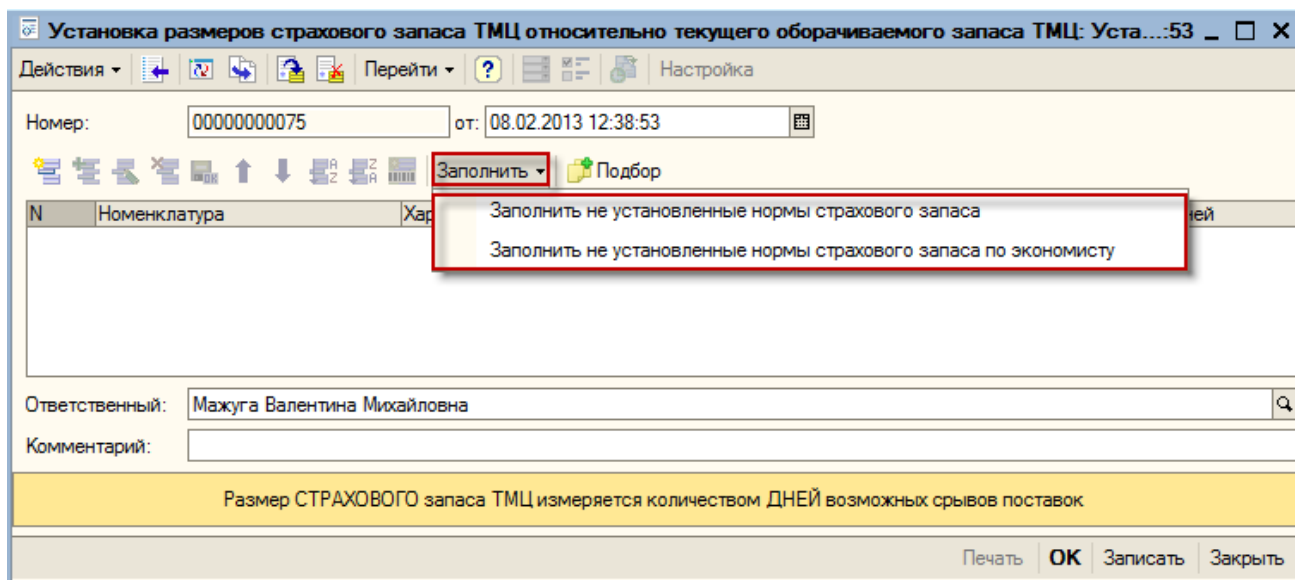 Установка размеров страхового запаса ТМЦ относительно текущего оборачиваемого запаса ТМЦ: Уста...:53
Действия Перейти ? Настройка
Номер: 00000000075 от: 08.02.2013 12:38:53
Заполнить Подбор
N Номенклатура Хар ней
Заполнить не установленные нормы страхового запаса
Заполнить не установленные нормы страхового запаса по экономисту
Ответственный: Мажуга Валентина Михайловна
Комментарий:
Размер СТРАХОВОГО запаса ТМЦ измеряется количеством ДНЕЙ возможных срывов поставок
Печать OK Записать Закрыть